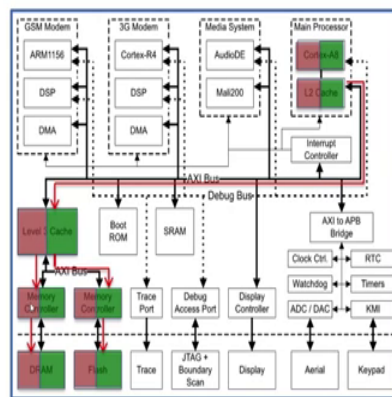 GSM Modem
3G Modem
Media System
Main Processor
ARM1156
Cortex-R4
AudioDE
Cortex-A8
DSP
DSP
Mali200
L2 Cache
DMA
DMA
Interrupt
Controller
AXI Bus
Debug Bus
Level Cache
Boot
ROM
SRAM
AXI to APB
Bridge
AXI Bus
Clock Ctrl.
RTC
Memory
Controller
Memory
Controller
Trace
Port
Debug
Access Port
Display
Controller
Watchdog
Timers
ADC / DAC
KMI
DRAM
Flash
Trace
JTAG +
Boundary
Scan
Display
Aerial
Keypad